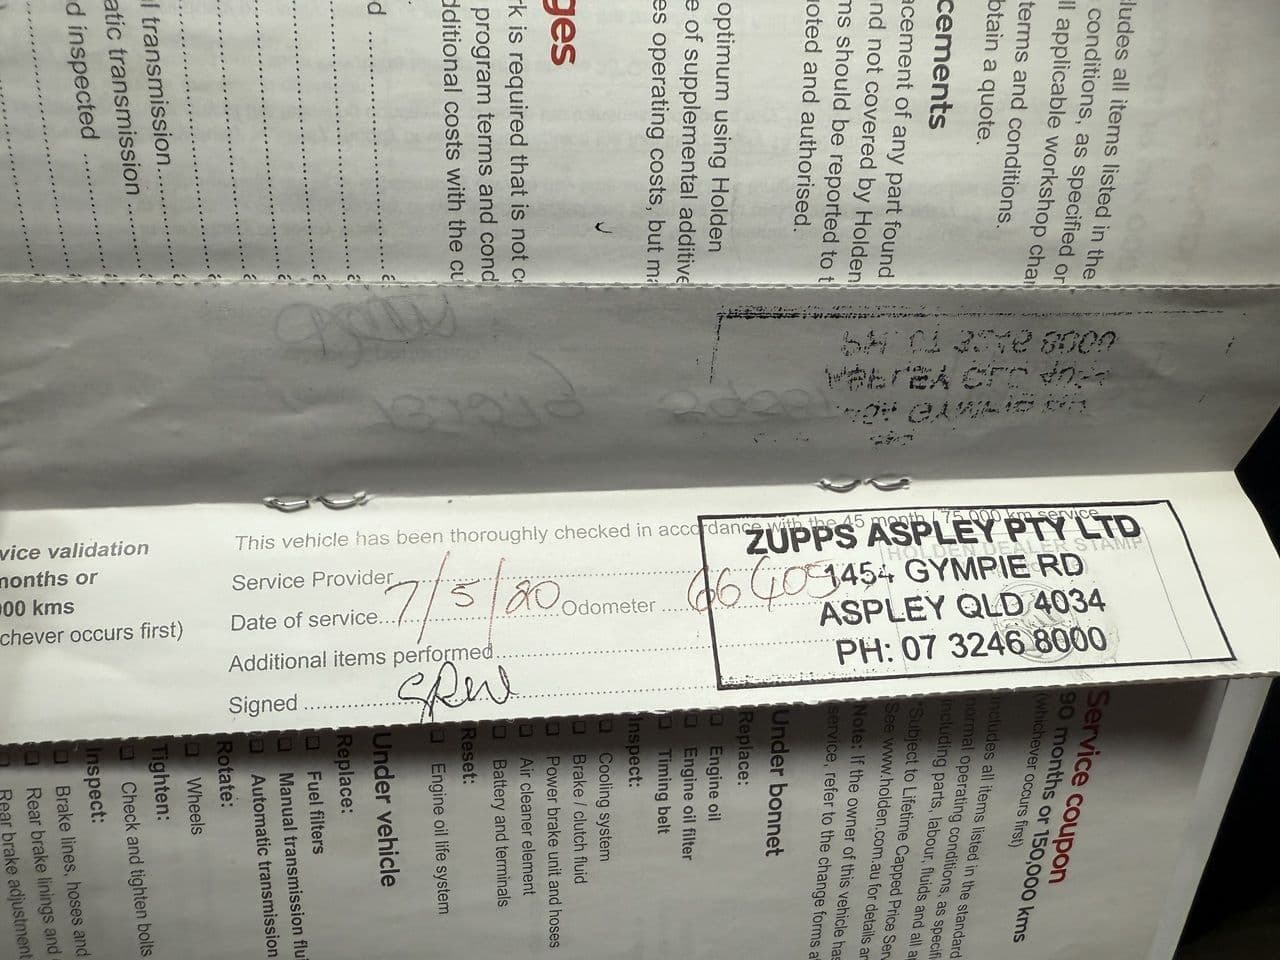 l transmission
atic transmission
d inspected
d
ges
rk is required that is not c
program terms and cond
dditional costs with the cu
optimum using Holden
e of supplemental additive
es operating costs, but ma
cements
acement of any part found
nd not covered by Holden
ms should be reported to t
oted and authorised.
cludes all items listed in the
conditions, as specified or
ll applicable workshop char
terms and conditions.
btain a quote.
vice validation
months or
000 kms
chever occurs first)
This vehicle has been thoroughly checked in accordance with the 45 month / 75,000 km service
Service Provider
Date of service 7/5/20 Odometer 66405
Additional items performed
Signed
HOLDEN DEALER STAMP
ZUPPS ASPLEY PTY LTD
1454 GYMPIE RD
ASPLEY QLD 4034
PH: 07 3246 8000
Service coupon
90 months or 150,000 kms
(whichever occurs first)
Includes all items listed in the standard
normal operating conditions, as specifi
including parts, labour, fluids and all a
*Subject to Lifetime Capped Price Serv
See www.holden.com.au for details ar
Note: If the owner of this vehicle has
service, refer to the change forms a
Under bonnet
Replace:
Engine oil
Engine oil filter
Timing belt
Inspect:
Cooling system
Brake / clutch fluid
Power brake unit and hoses
Air cleaner element
Battery and terminals
Reset:
Engine oil life system
Under vehicle
Replace:
Fuel filters
Manual transmission flu
Automatic transmission
Rotate:
Wheels
Tighten:
Check and tighten bolts
Inspect:
Brake lines, hoses and
Rear brake linings and
Rear brake adjustment